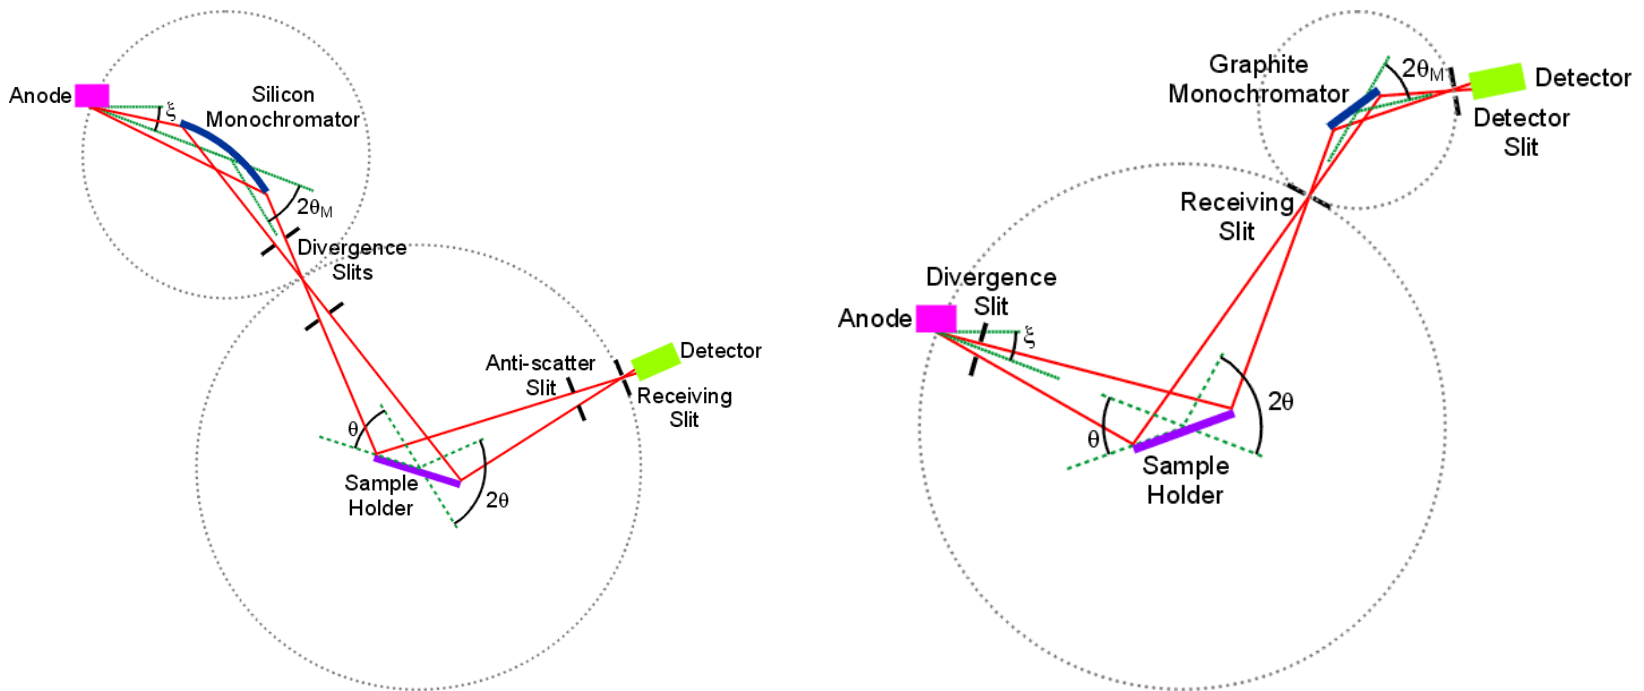 Anode
ξ
Silicon
Monochromator
2θM
Divergence
Slits
Anti-scatter
Slit
Detector
Receiving
Slit
θ
Sample
Holder
2θ
Graphite
Monochromator
2θM
Detector
Detector
Slit
Receiving
Slit
Divergence
Slit
Anode
ξ
θ
2θ
Sample
Holder